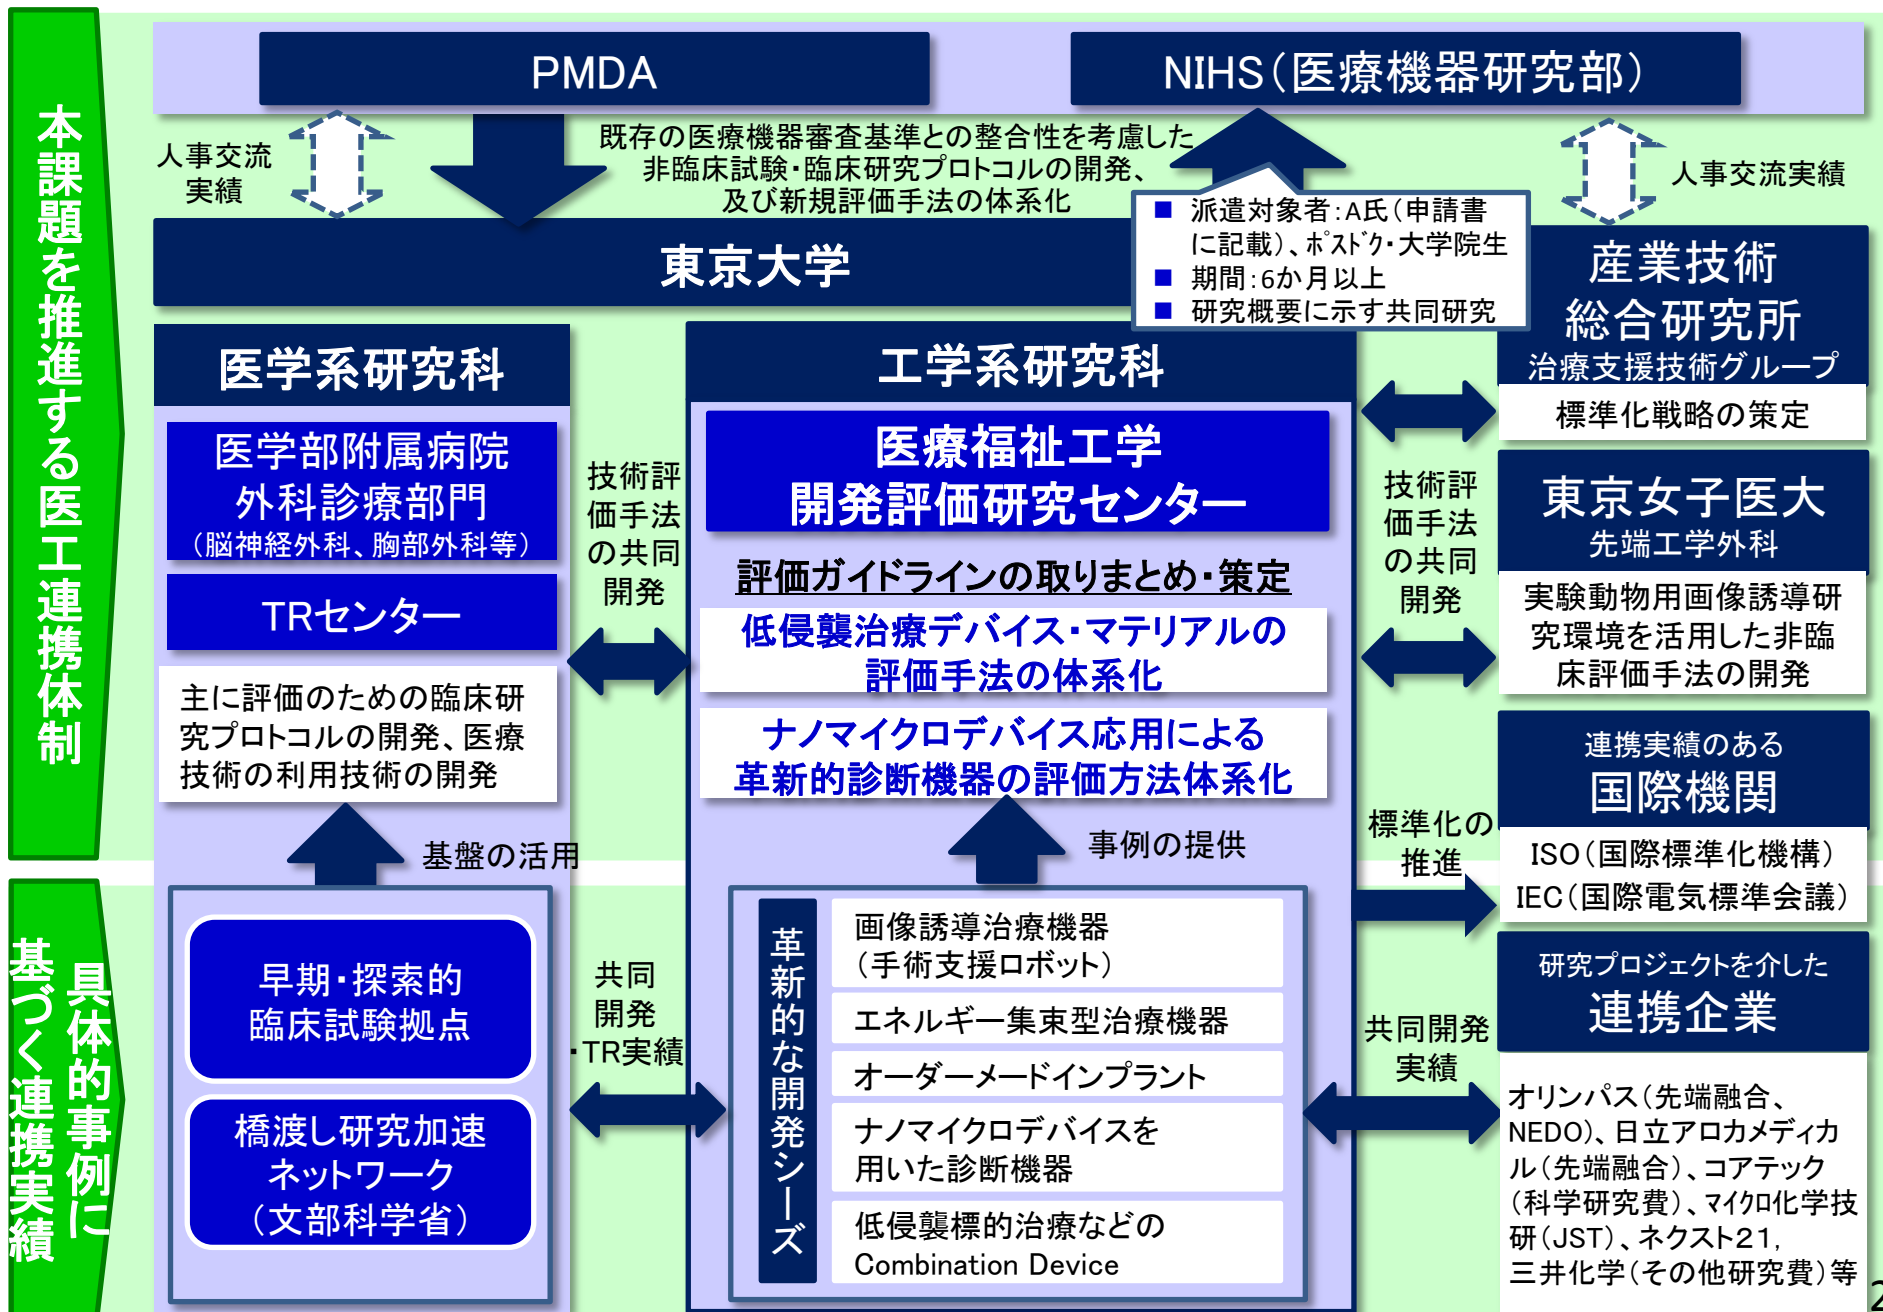 本課題を推進する医工連携体制
PMDA
NIHS（医療機器研究部）
人事交流
実績
既存の医療機器審査基準との整合性を考慮した
非臨床試験・臨床研究プロトコルの開発、
及び新規評価手法の体系化
人事交流実績
■ 派遣対象者：A氏（申請書
に記載）、ﾎﾟｽﾄﾞｸ・大学院生
■ 期間：6か月以上
■ 研究概要に示す共同研究
東京大学
産業技術
総合研究所
治療支援技術グループ
標準化戦略の策定
医学系研究科
医学部附属病院
外科診療部門
（脳神経外科、胸部外科等）
TRセンター
主に評価のための臨床研
究プロトコルの開発、医療
技術の利用技術の開発
技術評
価手法
の共同
開発
工学系研究科
医療福祉工学
開発評価研究センター
評価ガイドラインの取りまとめ・策定
低侵襲治療デバイス・マテリアルの
評価手法の体系化
ナノマイクロデバイス応用による
革新的診断機器の評価方法体系化
技術評
価手法
の共同
開発
東京女子医大
先端工学外科
実験動物用画像誘導研
究環境を活用した非臨
床評価手法の開発
連携実績のある
国際機関
ISO（国際標準化機構）
IEC（国際電気標準会議）
標準化の
推進
基盤の活用
事例の提供
具体的事例に
基づく連携実績
早期・探索的
臨床試験拠点
橋渡し研究加速
ネットワーク
（文部科学省）
共同
開発
・TR実績
革新的な開発シーズ
画像誘導治療機器
（手術支援ロボット）
エネルギー集束型治療機器
オーダーメードインプラント
ナノマイクロデバイスを
用いた診断機器
低侵襲標的治療などの
Combination Device
共同開発
実績
研究プロジェクトを介した
連携企業
オリンパス（先端融合、
NEDO）、日立アロカメディカ
ル（先端融合）、コアテック
（科学研究費）、マイクロ化学技
研（JST）、ネクスト２１，
三井化学（その他研究費）等
2